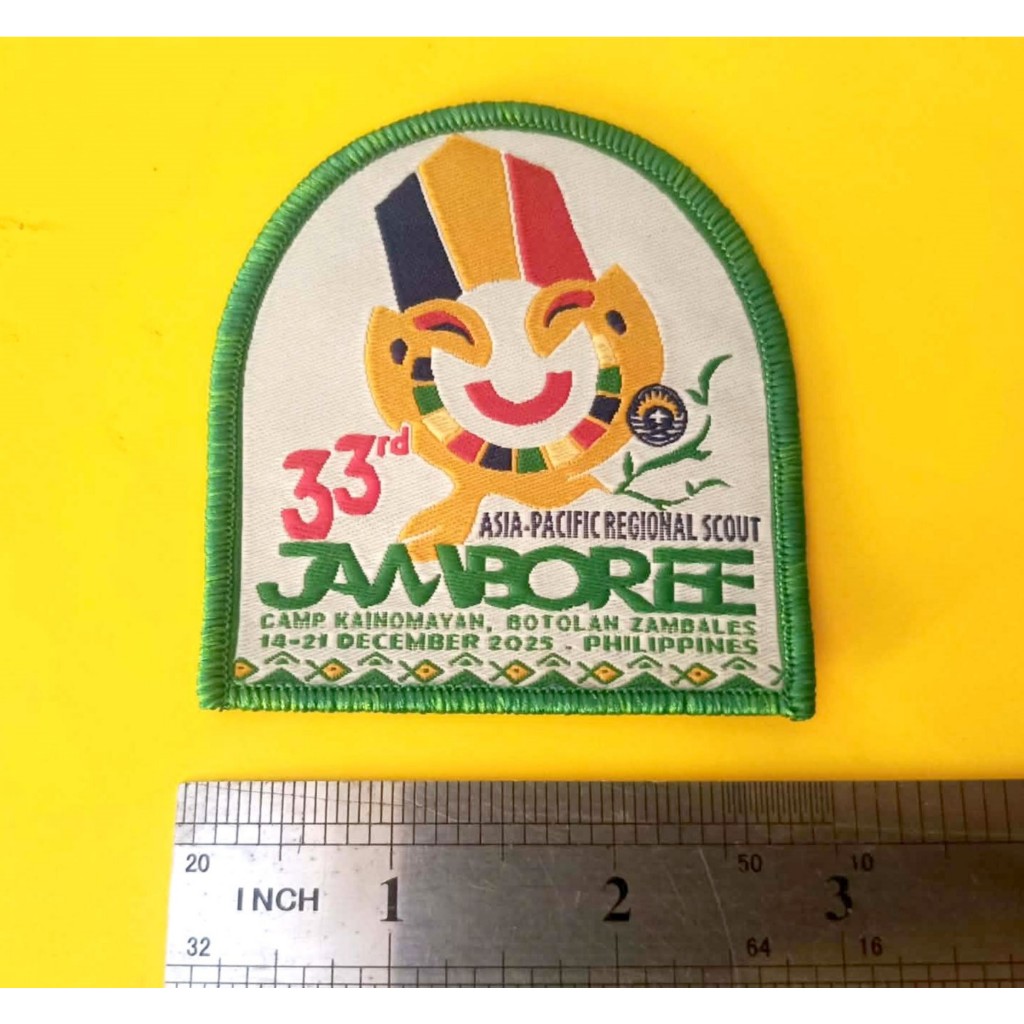 33rd
ASIA-PACIFIC REGIONAL SCOUT
JAMBOREE
CAMP KAINOMAYAN, BOTOLAN ZAMBALES
14-21 DECEMBER 2025 - PHILIPPINES
20 50 10
INCH 1 2 3
32 64 16